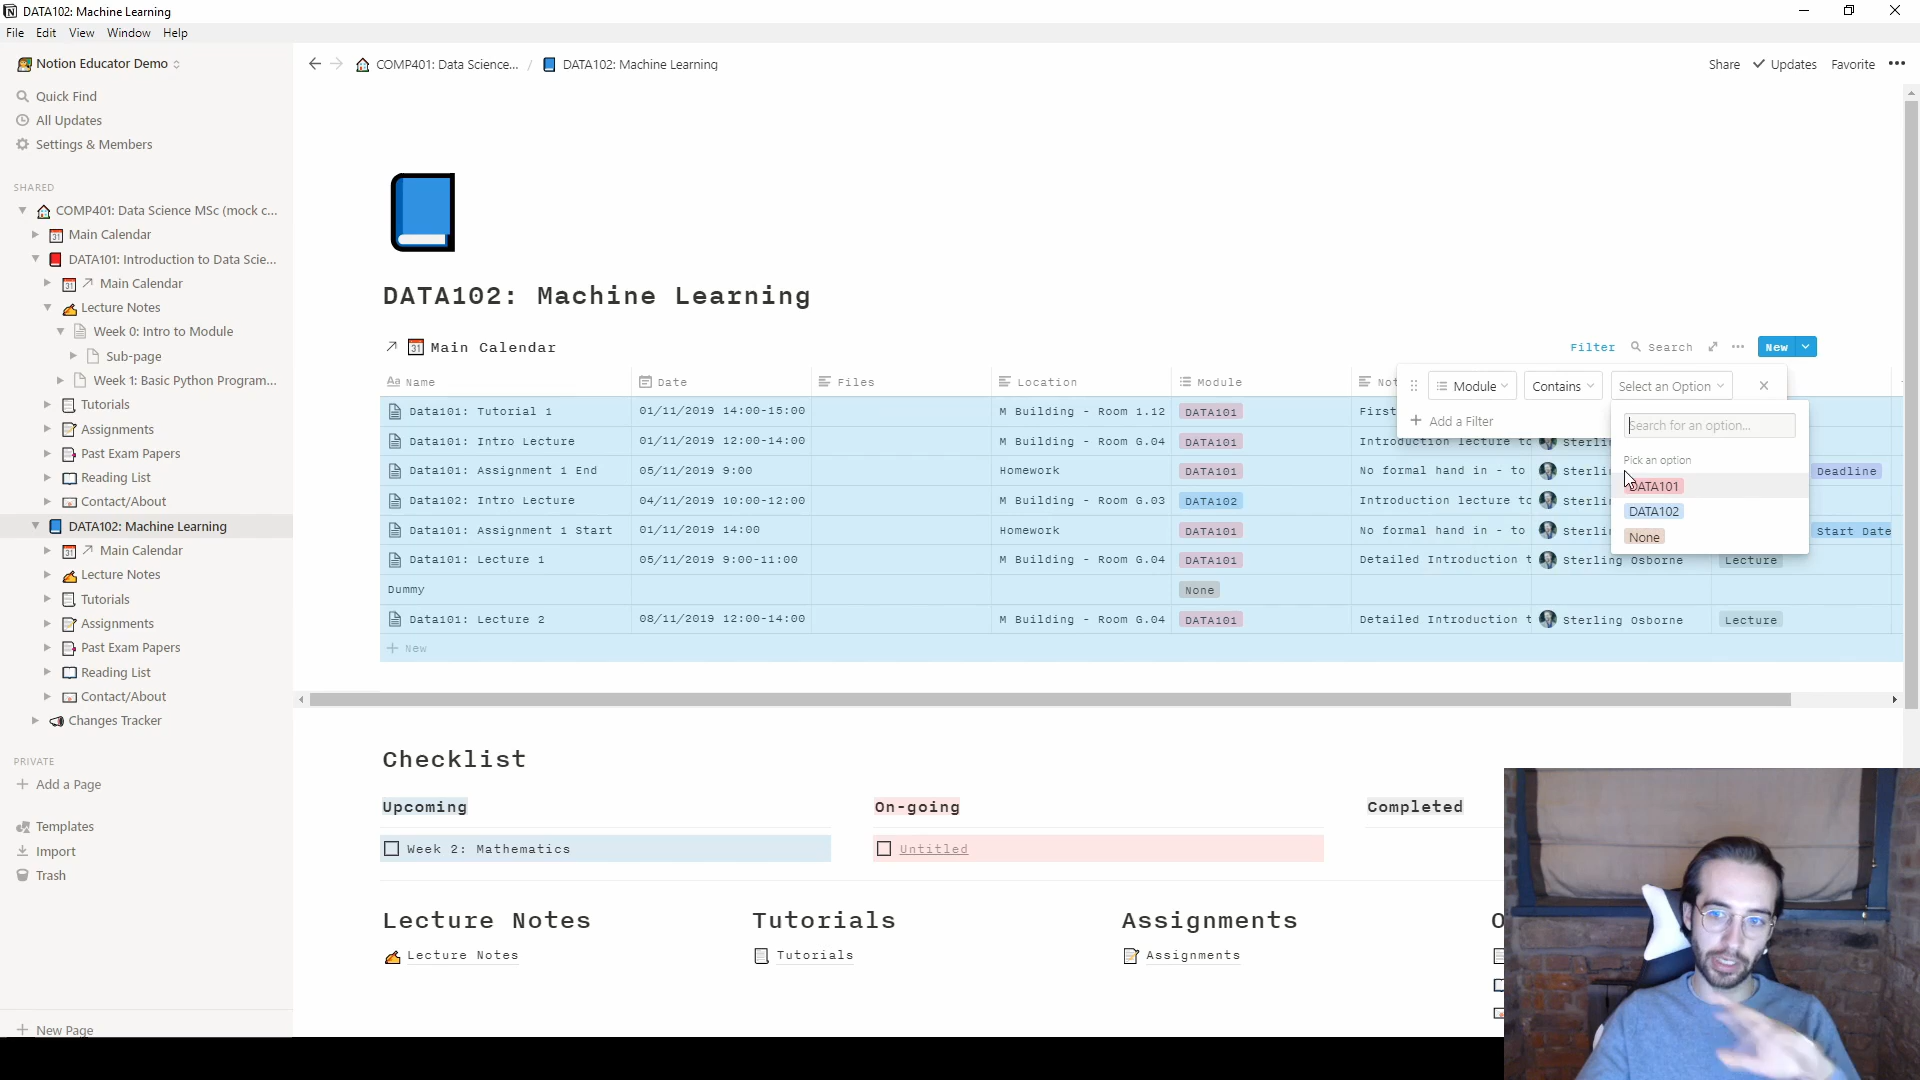 DATA102: Machine Learning
File Edit View Window Help
Notion Educator Demo
Quick Find
All Updates
Settings & Members
SHARED
COMP401: Data Science MSc (mock c...
Main Calendar
DATA101: Introduction to Data Scie...
Main Calendar
Lecture Notes
Week 0: Intro to Module
Sub-page
Week 1: Basic Python Program...
Tutorials
Assignments
Past Exam Papers
Reading List
Contact/About
DATA102: Machine Learning
Main Calendar
Lecture Notes
Tutorials
Assignments
Past Exam Papers
Reading List
Contact/About
Changes Tracker
PRIVATE
Add a Page
Templates
Import
Trash
New Page
COMP401: Data Science... / DATA102: Machine Learning
Share Updates Favorite
DATA102: Machine Learning
Main Calendar
Filter Search New
Name Date Files Location Module Not
Data101: Tutorial 1 01/11/2019 14:00-15:00 M Building - Room 1.12 DATA101 First
Data101: Intro Lecture 01/11/2019 12:00-14:00 M Building - Room G.04 DATA101 Introduction lecture to Sterli
Data101: Assignment 1 End 05/11/2019 9:00 Homework DATA101 No formal hand in - to Sterli Deadline
Data102: Intro Lecture 04/11/2019 10:00-12:00 M Building - Room G.03 DATA102 Introduction lecture to Sterli
Data101: Assignment 1 Start 01/11/2019 14:00 Homework DATA101 No formal hand in - to Sterli Start Date
Data101: Lecture 1 05/11/2019 9:00-11:00 M Building - Room G.04 DATA101 Detailed Introduction t Sterling Osborne Lecture
Dummy None
Data101: Lecture 2 08/11/2019 12:00-14:00 M Building - Room G.04 DATA101 Detailed Introduction t Sterling Osborne Lecture
New
Module Contains Select an Option
Add a Filter
Search for an option...
Pick an option
DATA101
DATA102
None
Checklist
Upcoming On-going Completed
Week 2: Mathematics Untitled
Lecture Notes Tutorials Assignments
Lecture Notes Tutorials Assignments